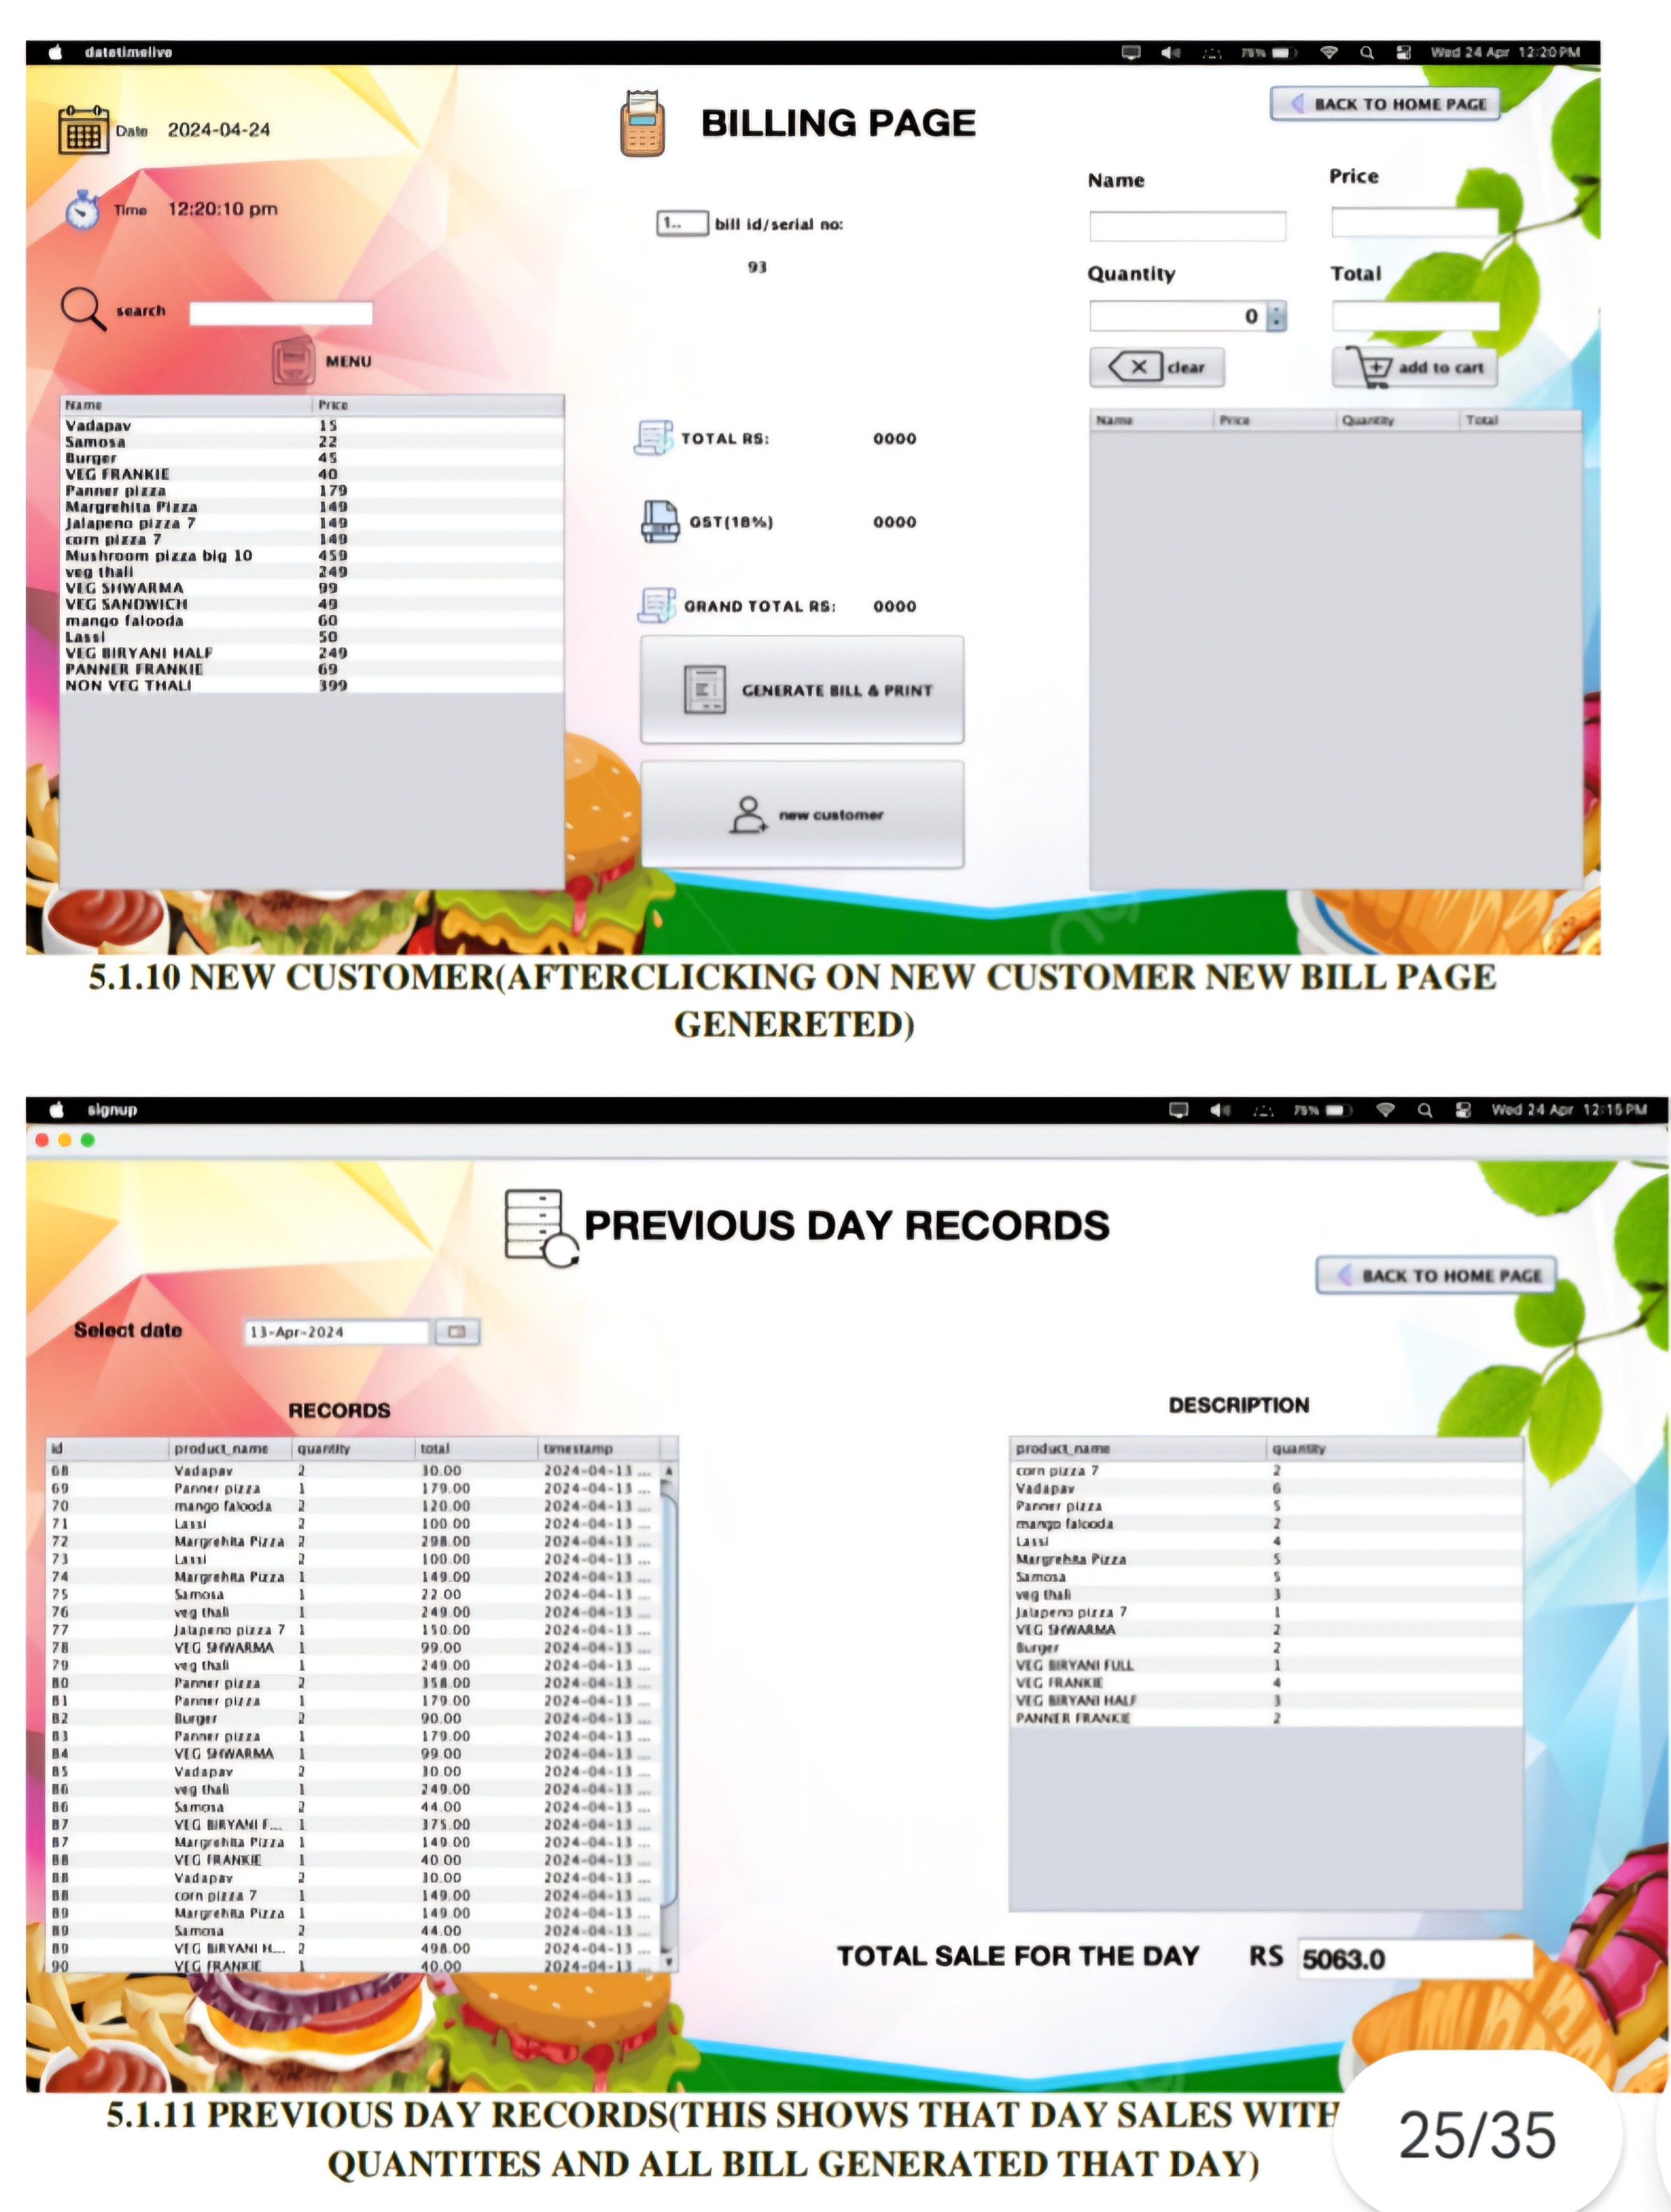 datetimelive 75% Wed 24 Apr 12:20 PM
BILLING PAGE
BACK TO HOME PAGE
Date 2024-04-24
Time 12:20:10 pm
1.. bill id/serial no:
93
search
MENU
Name Price
Vadapav 15
Samosa 22
Burger 45
VEG FRANKIE 40
Panner pizza 179
Margrehita Pizza 149
Jalapeno pizza 7 149
corn pizza 7 149
Mushroom pizza big 10 459
veg thali 249
VEG SHWARMA 99
VEG SANDWICH 49
mango falooda 60
Lassi 50
VEG BIRYANI HALF 249
PANNER FRANKIE 69
NON VEG THALI 399
TOTAL RS: 0000
GST(18%) 0000
GRAND TOTAL RS: 0000
GENERATE BILL & PRINT
new customer
Name Price
Quantity Total
0
clear add to cart
Name Price Quantity Total
5.1.10 NEW CUSTOMER(AFTERCLICKING ON NEW CUSTOMER NEW BILL PAGE
GENERETED)
signup 75% Wed 24 Apr 12:15 PM
PREVIOUS DAY RECORDS
BACK TO HOME PAGE
Select date 13-Apr-2024
RECORDS
id product_name quantity total timestamp
68 Vadapav 2 30.00 2024-04-13 ...
69 Panner pizza 1 179.00 2024-04-13 ...
70 mango falooda 2 120.00 2024-04-13 ...
71 Lassi 2 100.00 2024-04-13 ...
72 Margrehita Pizza 2 298.00 2024-04-13 ...
73 Lassi 2 100.00 2024-04-13 ...
74 Margrehita Pizza 1 149.00 2024-04-13 ...
75 Samosa 1 22.00 2024-04-13 ...
76 veg thali 1 249.00 2024-04-13 ...
77 Jalapeno pizza 7 1 150.00 2024-04-13 ...
78 VEG SHWARMA 1 99.00 2024-04-13 ...
79 veg thali 1 249.00 2024-04-13 ...
80 Panner pizza 2 358.00 2024-04-13 ...
81 Panner pizza 1 179.00 2024-04-13 ...
82 Burger 2 90.00 2024-04-13 ...
83 Panner pizza 1 179.00 2024-04-13 ...
84 VEG SHWARMA 1 99.00 2024-04-13 ...
85 Vadapav 2 30.00 2024-04-13 ...
86 veg thali 1 249.00 2024-04-13 ...
86 Samosa 2 44.00 2024-04-13 ...
87 VEG BIRYANI F... 1 375.00 2024-04-13 ...
87 Margrehita Pizza 1 149.00 2024-04-13 ...
88 VEG FRANKIE 1 40.00 2024-04-13 ...
88 Vadapav 2 30.00 2024-04-13 ...
88 corn pizza 7 1 149.00 2024-04-13 ...
89 Margrehita Pizza 1 149.00 2024-04-13 ...
89 Samosa 2 44.00 2024-04-13 ...
89 VEG BIRYANI H... 2 498.00 2024-04-13 ...
90 VEG FRANKIE 1 40.00 2024-04-13 ...
DESCRIPTION
product_name quantity
corn pizza 7 2
Vadapav 6
Panner pizza 5
mango falooda 2
Lassi 4
Margrehita Pizza 5
Samosa 5
veg thali 3
Jalapeno pizza 7 1
VEG SHWARMA 2
Burger 2
VEG BIRYANI FULL 1
VEG FRANKIE 4
VEG BIRYANI HALF 3
PANNER FRANKIE 2
TOTAL SALE FOR THE DAY RS 5063.0
5.1.11 PREVIOUS DAY RECORDS(THIS SHOWS THAT DAY SALES WITH
QUANTITES AND ALL BILL GENERATED THAT DAY)
25/35